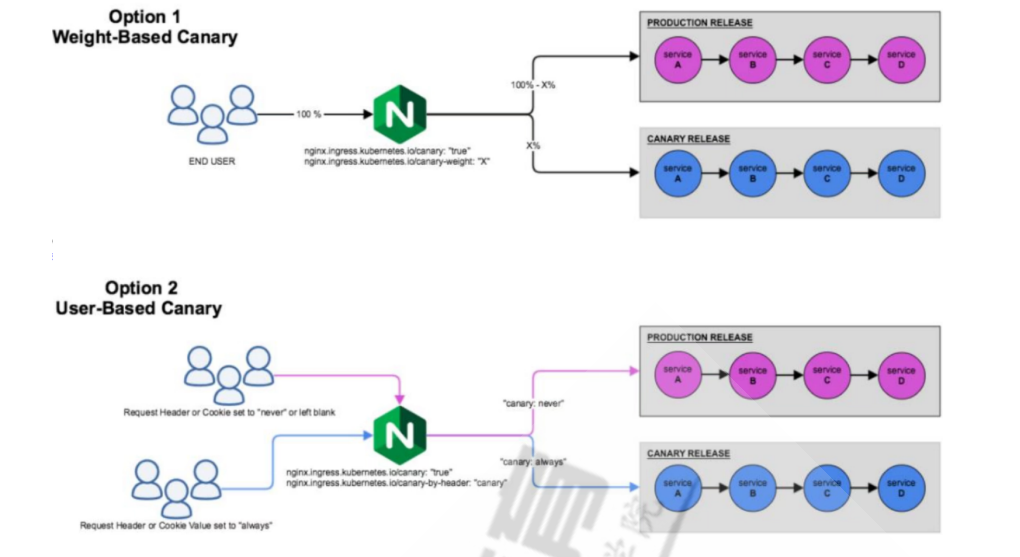 Option 1
Weight-Based Canary
PRODUCTION RELEASE
service A
service B
service C
service D
100% - X%
100 %
N
END USER
nginx.ingress.kubernetes.io/canary: "true"
nginx.ingress.kubernetes.io/canary-weight: "X"
X%
CANARY RELEASE
service A
service B
service C
service D
Option 2
User-Based Canary
PRODUCTION RELEASE
service A
service B
service C
service D
Request Header or Cookie set to "never" or left blank
"canary: never"
N
"canary: always"
nginx.ingress.kubernetes.io/canary: "true"
nginx.ingress.kubernetes.io/canary-by-header: "canary"
CANARY RELEASE
service A
service B
service C
service D
Request Header or Cookie Value set to "always"